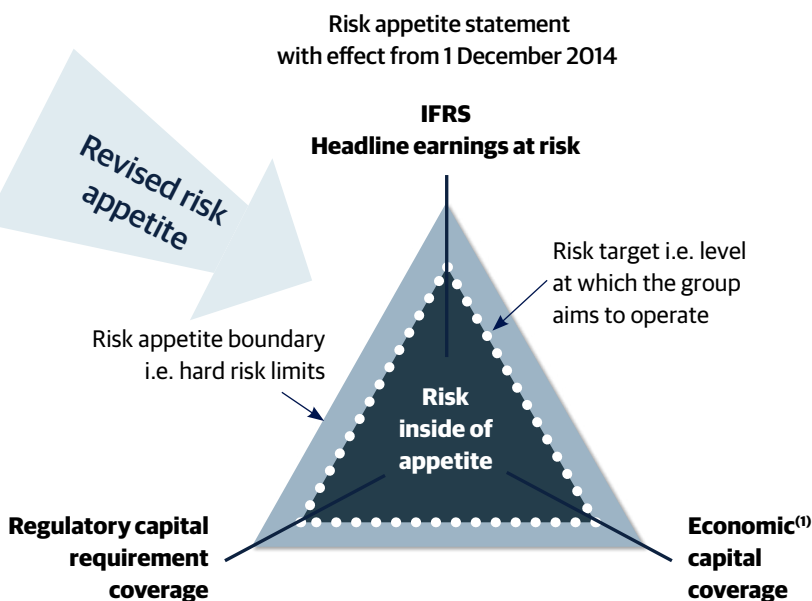 Risk appetite statement
with effect from 1 December 2014
IFRS
Headline earnings at risk
Revised risk
appetite
Risk target i.e. level
at which the group
aims to operate
Risk appetite boundary
i.e. hard risk limits
Risk
inside of
appetite
Regulatory capital
requirement
coverage
Economic(1)
capital
coverage